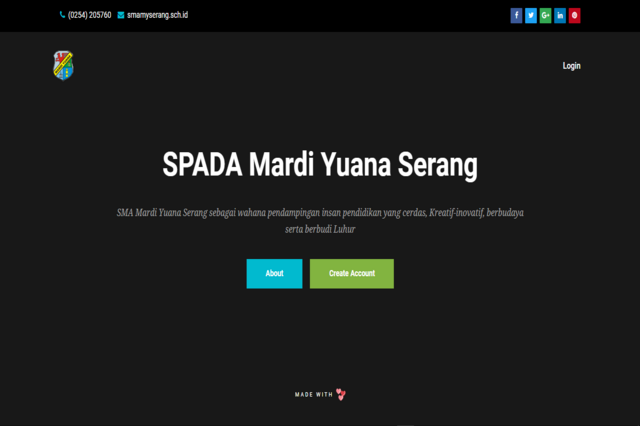 (0254) 205760 smamyserang.sch.id
Login
SPADA Mardi Yuana Serang
SMA Mardi Yuana Serang sebagai wahana pendampingan insan pendidikan yang cerdas, Kreatif-inovatif, berbudaya
serta berbudi Luhur
About Create Account
MADE WITH